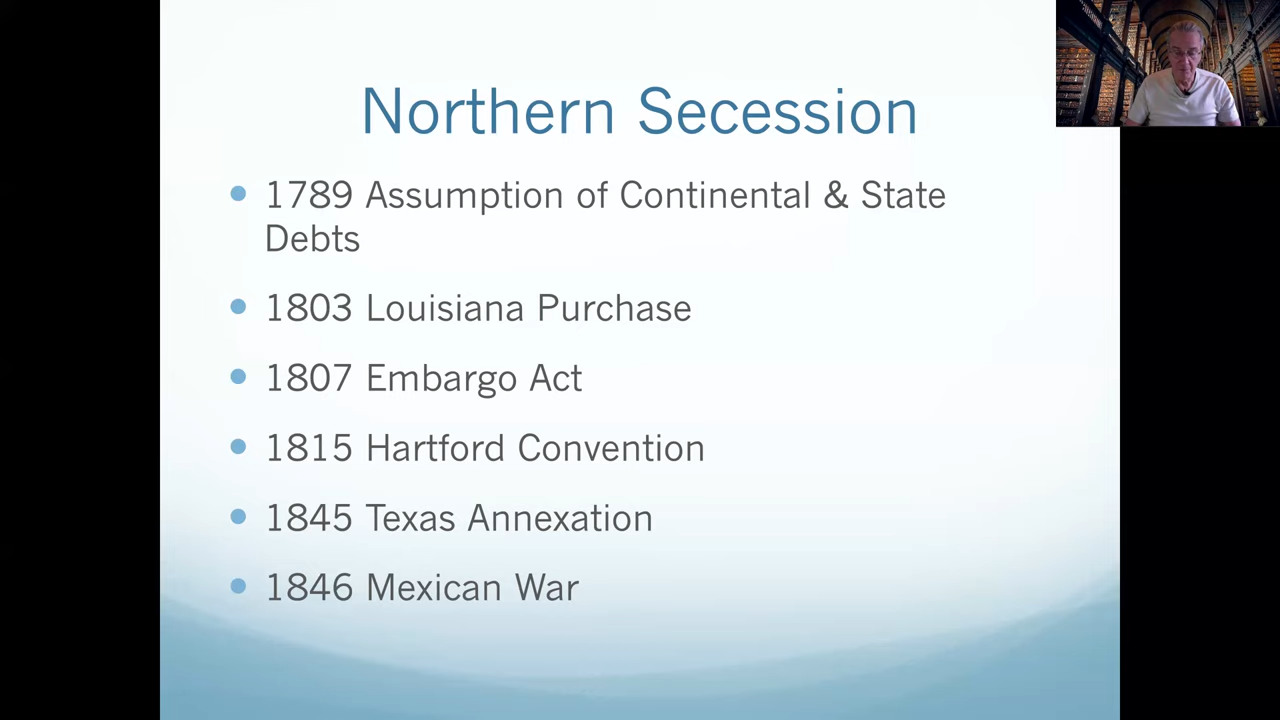 Northern Secession
• 1789 Assumption of Continental & State
Debts
• 1803 Louisiana Purchase
• 1807 Embargo Act
• 1815 Hartford Convention
• 1845 Texas Annexation
• 1846 Mexican War